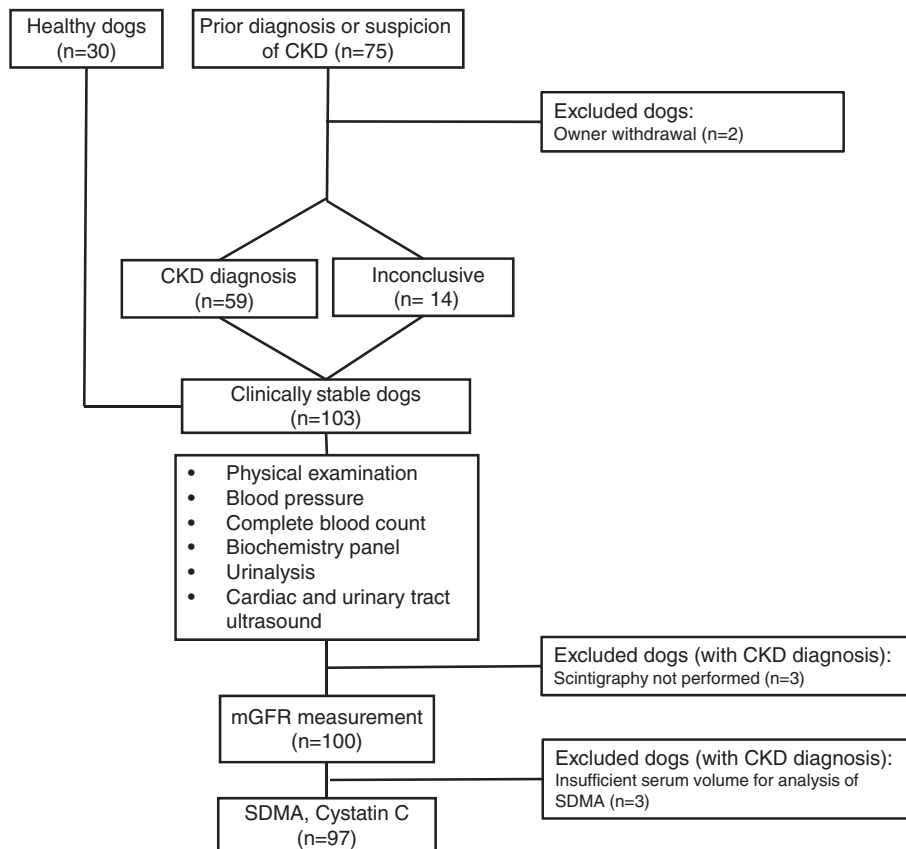 Healthy dogs
(n=30)
Prior diagnosis or suspicion
of CKD (n=75)
Excluded dogs:
Owner withdrawal (n=2)
CKD diagnosis
(n=59)
Inconclusive
(n= 14)
Clinically stable dogs
(n=103)
• Physical examination
• Blood pressure
• Complete blood count
• Biochemistry panel
• Urinalysis
• Cardiac and urinary tract
ultrasound
Excluded dogs (with CKD diagnosis):
Scintigraphy not performed (n=3)
mGFR measurement
(n=100)
Excluded dogs (with CKD diagnosis):
Insufficient serum volume for analysis of
SDMA (n=3)
SDMA, Cystatin C
(n=97)